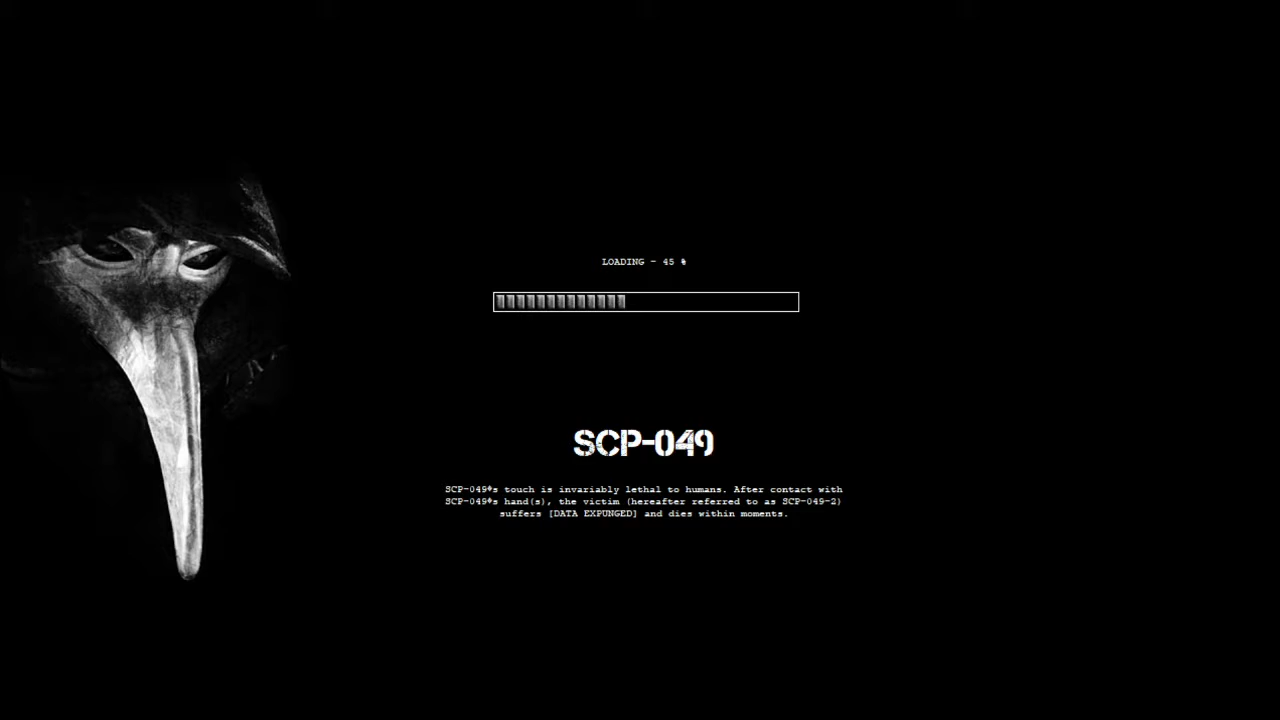 LOADING - 45 %
SCP-049
SCP-049's touch is invariably lethal to humans. After contact with
SCP-049's hand(s), the victim (hereafter referred to as SCP-049-2)
suffers [DATA EXPUNGED] and dies within moments.